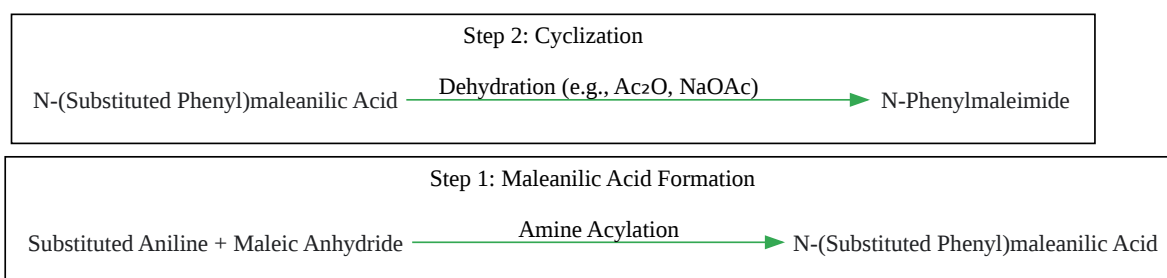 Step 2: Cyclization
Dehydration (e.g., Ac₂O, NaOAc)
N-(Substituted Phenyl)maleanilic Acid N-Phenylmaleimide
Step 1: Maleanilic Acid Formation
Amine Acylation
Substituted Aniline + Maleic Anhydride N-(Substituted Phenyl)maleanilic Acid